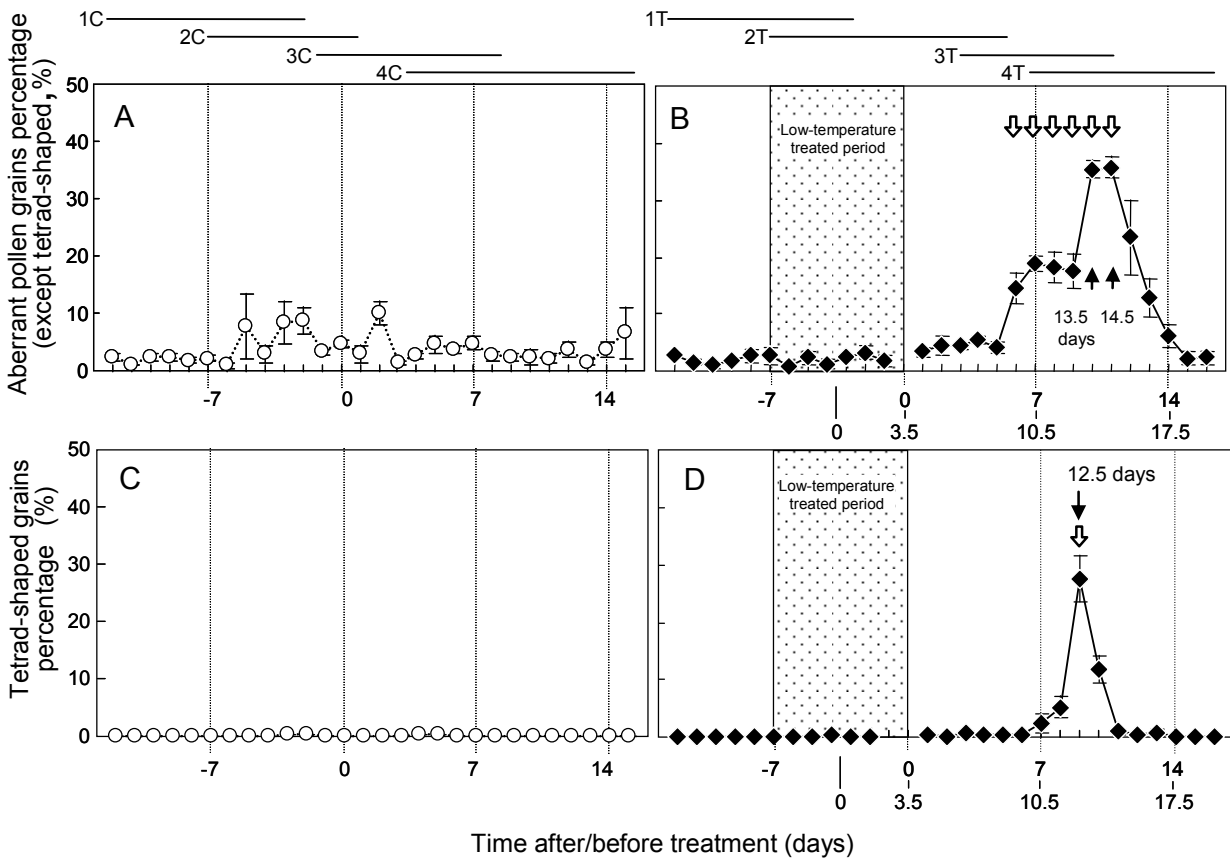 1C
2C
3C
4C
1T
2T
3T
4T
Aberrant pollen grains percentage
(except tetrad-shaped, %)
50
40
30
20
10
0
A
-7
0
7
14
B
Low-temperature
treated period
13.5
days
14.5
-7
0
7
14
0
3.5
10.5
17.5
Tetrad-shaped grains
percentage (%)
50
40
30
20
10
0
C
-7
0
7
14
D
Low-temperature
treated period
12.5 days
-7
0
7
14
0
3.5
10.5
17.5
Time after/before treatment (days)